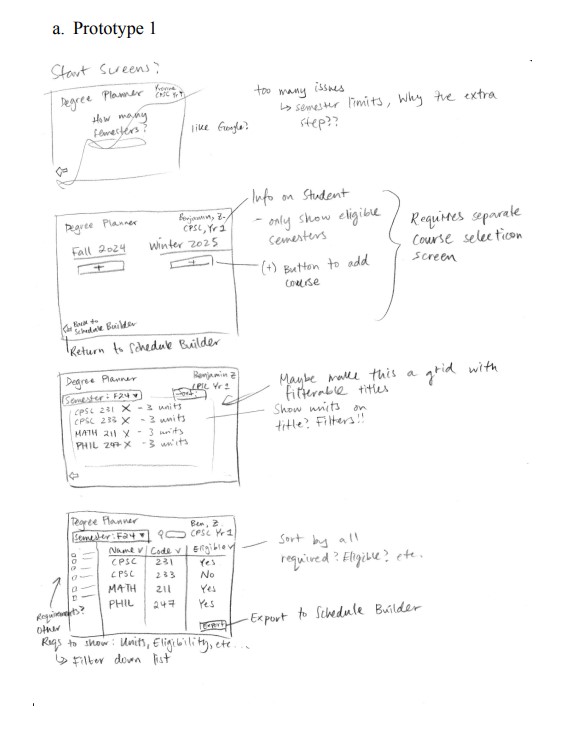 a. Prototype 1
Start Screens?
Degree Planner
CPSC Yr 1
How many
semesters?
like Google?
too many issues
↳ semester limits, Why the extra
step??
Degree Planner
Benjamin, Z.
CPSC, Yr 1
Fall 2024
Winter 2025
+
+
Back to
Schedule Builder
Return to Schedule Builder
Info on Student
- only show eligible
semesters
(+) Button to add
course
Requires separate
course selection
screen
Degree Planner
Benjamin Z
CPSC Yr 1
Semester: F24 ▼
CPSC 231 X - 3 units
CPSC 233 X - 3 units
MATH 211 X - 3 units
PHIL 247 X - 3 units
Maybe make this a grid with
filterable titles
Show units on
title? Filters!!
Degree Planner
Ben, Z
CPSC Yr 1
Semester: F24 ▼
Name v Code v Eligible v
CPSC 231 Yes
CPSC 233 No
MATH 211 Yes
PHIL 247 Yes
Export
Sort by all
required? Eligible? etc.
Export to Schedule Builder
Requirements?
Other
Reqs to show: Units, Eligibility, etc...
↳ Filter down list